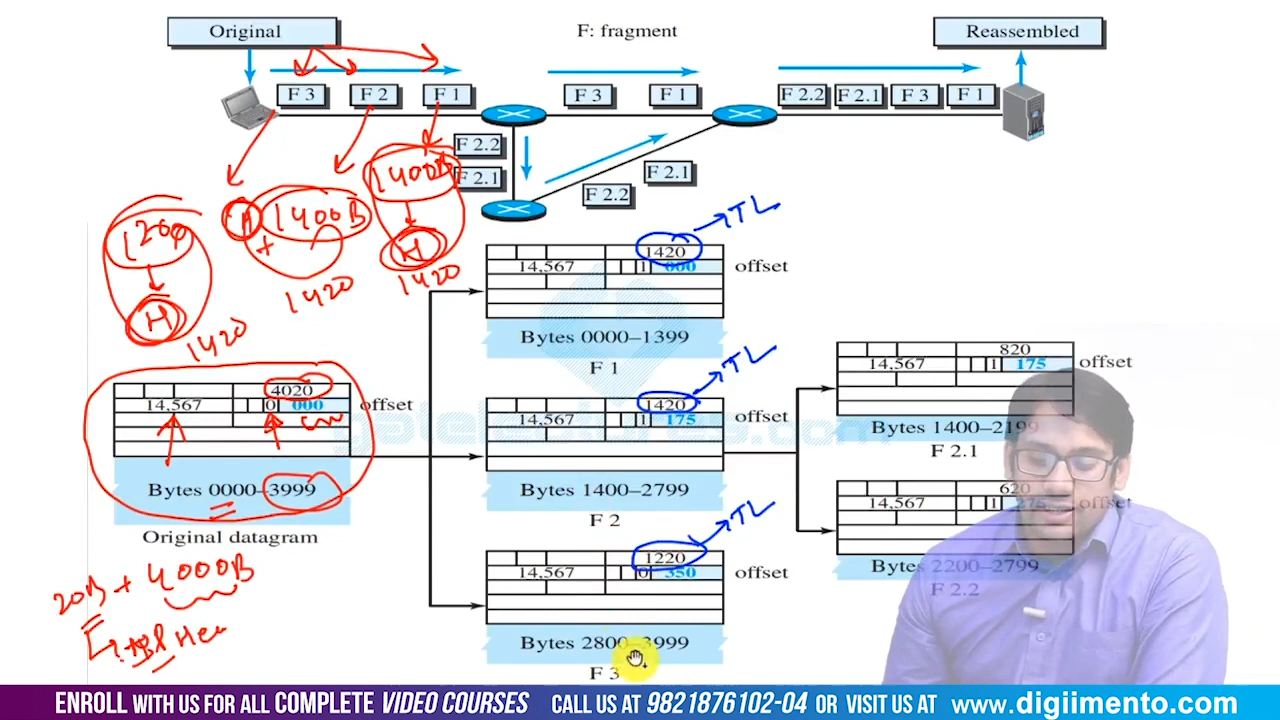 Original
F: fragment
Reassembled
F 3
F 2
F 1
F 3
F 1
F 2.2
F 2.1
F 3
F 1
F 2.2
F 2.1
F 2.1
F 2.2
1400B
H
1420
H
+
1400B
1420
1200
H
1420
TL
1420
14,567
1
000
offset
Bytes 0000–1399
F 1
4020
14,567
0
000
offset
Bytes 0000–3999
Original datagram
20B + 4000B
TL
1420
14,567
1
175
offset
Bytes 1400–2799
F 2
TL
1220
14,567
0
350
offset
Bytes 2800–3999
F 3
820
14,567
1
175
offset
Bytes 1400–2199
F 2.1
620
14,567
1
275
offset
Bytes 2200–2799
F 2.2
ENROLL WITH US FOR ALL COMPLETE VIDEO COURSES CALL US AT 9821876102-04 OR VISIT US AT www.digiimento.com